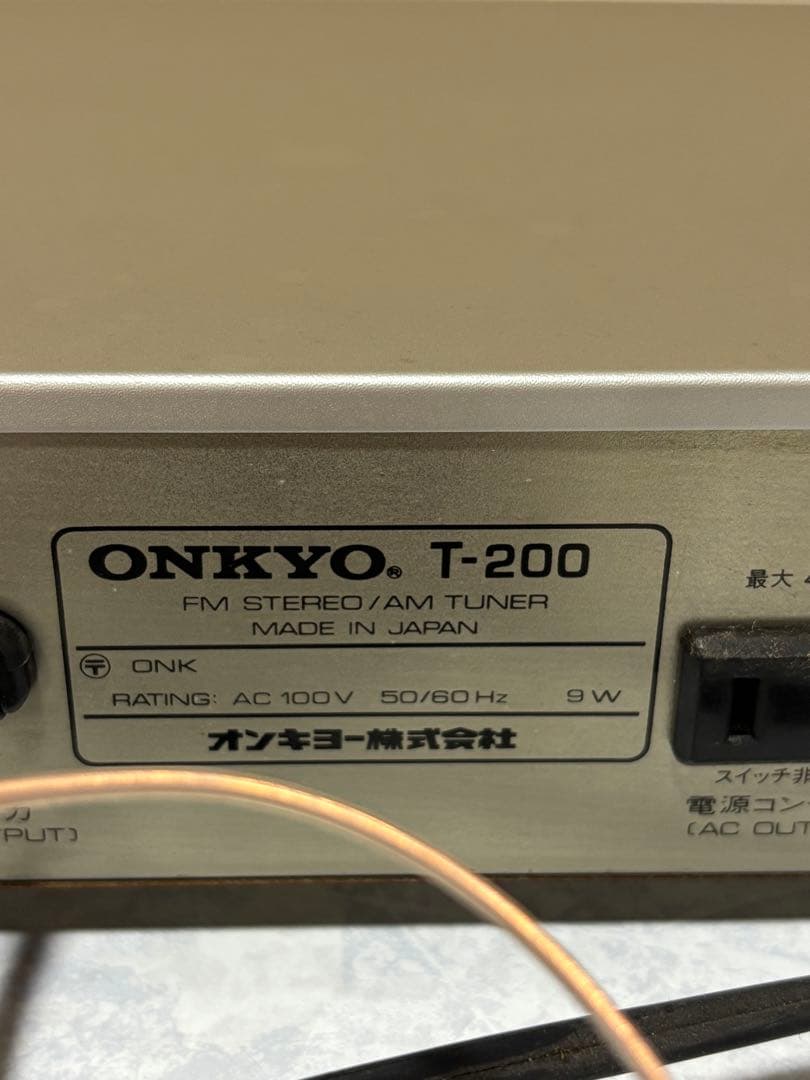 ONKYO® T-200
FM STEREO/AM TUNER
MADE IN JAPAN
〶 ONK
RATING: AC 100V 50/60Hz 9W
オンキヨー株式会社
最大
スイッチ非
電源コン
(AC OUT
力
PUT)